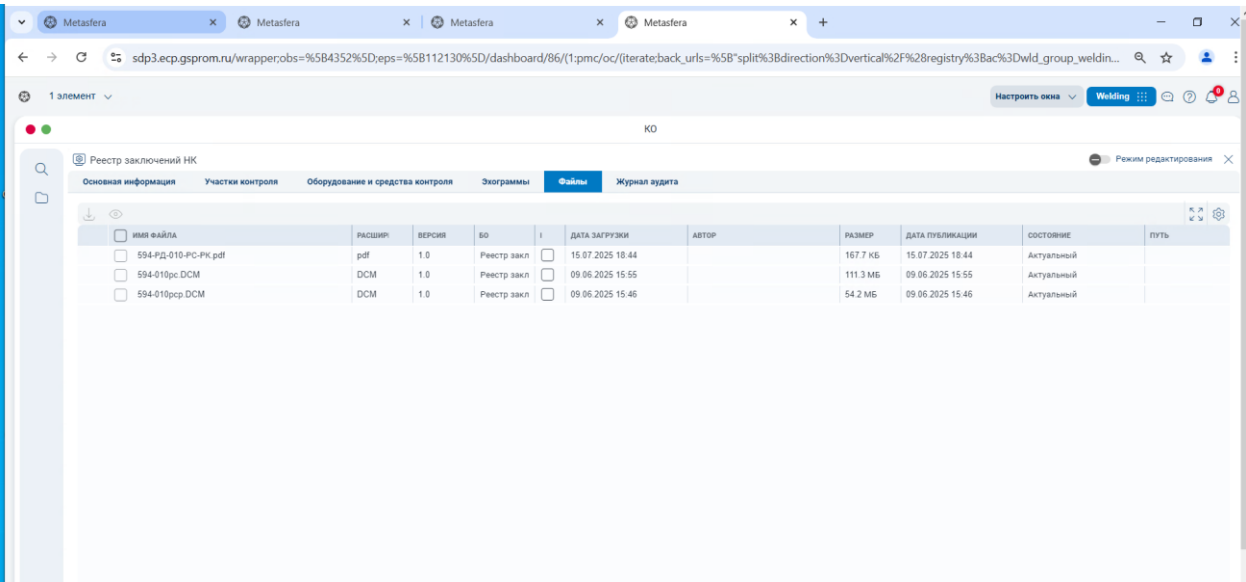 Metasfera
Metasfera
Metasfera
Metasfera
sdp3.ecp.gsprom.ru/wrapper;obs=%5B4352%5D;eps=%5B112130%5D/dashboard/86/(1:pmc/oc/(iterate;back_urls=%5B"split%3Bdirection%3Dvertical%2F%28registry%3Bac%3Dwld_group_weldin...
1 элемент
Настроить окна
Welding
0
КО
Реестр заключений НК
Режим редактирования
Основная информация Участки контроля Оборудование и средства контроля Эхограммы Файлы Журнал аудита
ИМЯ ФАЙЛА РАСШИР ВЕРСИЯ БО I ДАТА ЗАГРУЗКИ АВТОР РАЗМЕР ДАТА ПУБЛИКАЦИИ СОСТОЯНИЕ ПУТЬ
594-РД-010-РС-РК.pdf pdf 1.0 Реестр закл 15.07.2025 18:44 167.7 КБ 15.07.2025 18:44 Актуальный
594-010рс.DCM DCM 1.0 Реестр закл 09.06.2025 15:55 111.3 МБ 09.06.2025 15:55 Актуальный
594-010рср.DCM DCM 1.0 Реестр закл 09.06.2025 15:46 54.2 МБ 09.06.2025 15:46 Актуальный